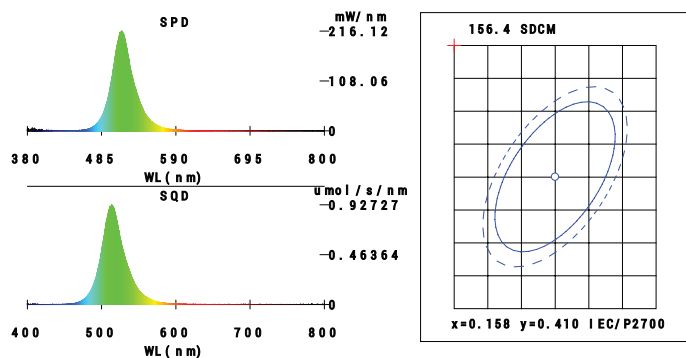 SPD
mW/nm
216.12
108.06
0
380 485 590 695 800
WL(nm)
SQD
umol/s/nm
0.92727
0.46364
0
400 500 600 700 800
WL(nm)
156.4 SDCM
x=0.158 y=0.410 IEC/P2700